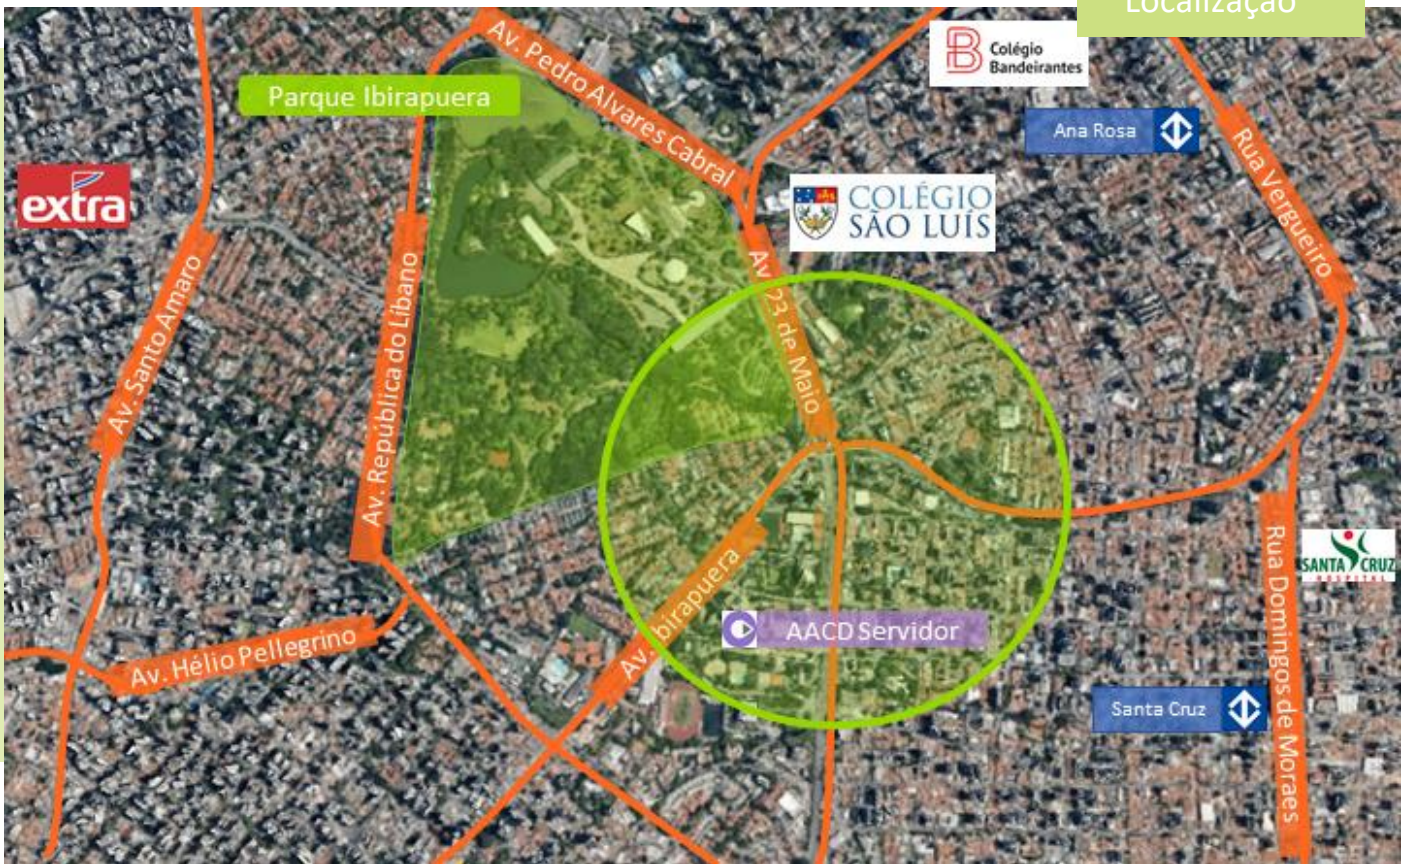 Localização
Av. Pedro Alvares Cabral
B Colégio
Bandeirantes
Parque Ibirapuera
Ana Rosa
Rua Vergueiro
extra
COLÉGIO
SÃO LUÍS
Av. Santo Amaro
Av. República do Líbano
Av. 23 de Maio
Rua Domingos de Moraes
SANTA CRUZ
HOSPITAL
Av. Ibirapuera
AACD Servidor
Av. Hélio Pellegrino
Santa Cruz